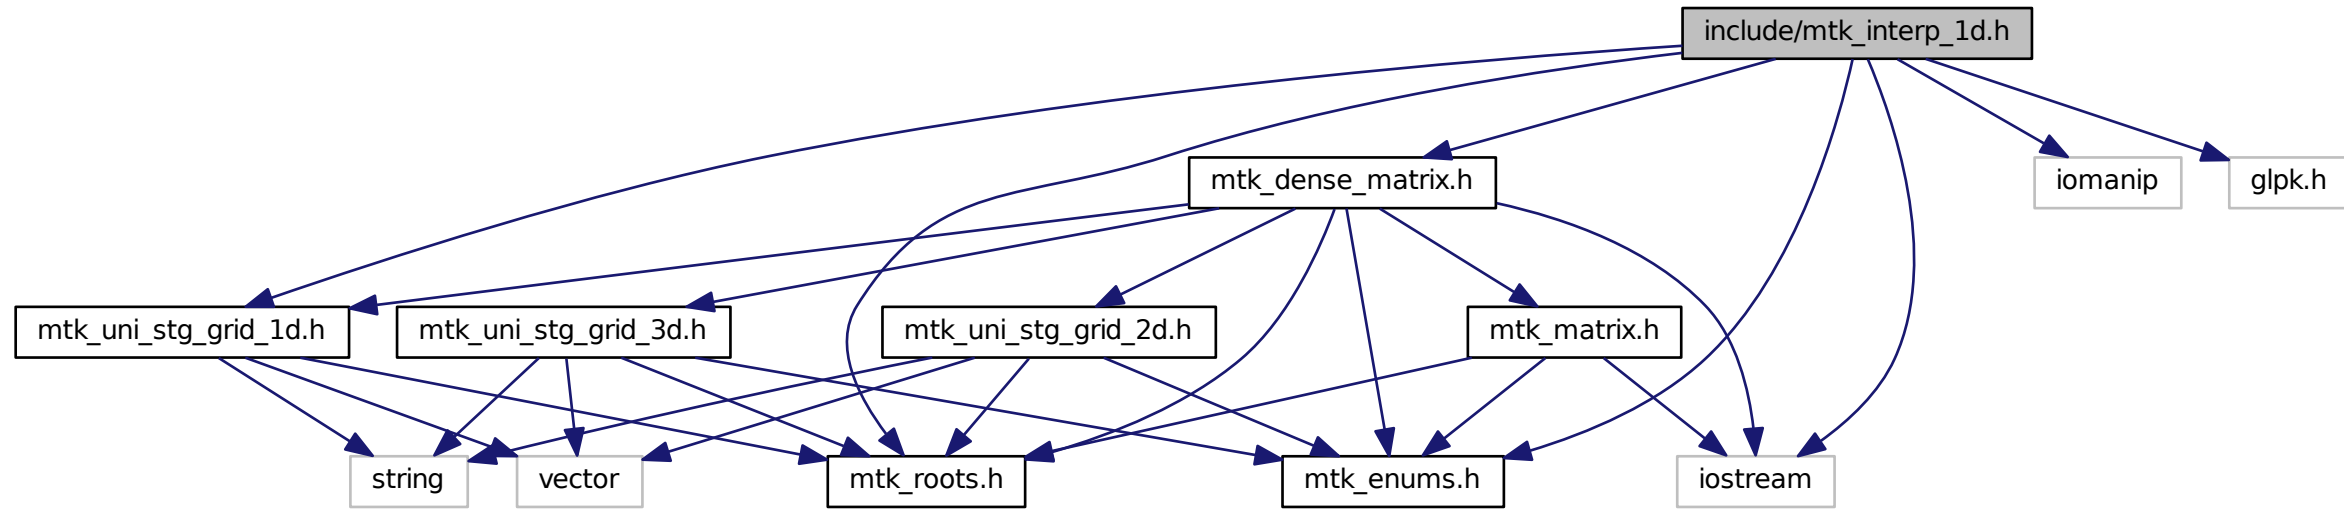 include/mtk_interp_1d.h
mtk_dense_matrix.h
iomanip
glpk.h
mtk_uni_stg_grid_1d.h
mtk_uni_stg_grid_3d.h
mtk_uni_stg_grid_2d.h
mtk_matrix.h
string
vector
mtk_roots.h
mtk_enums.h
iostream